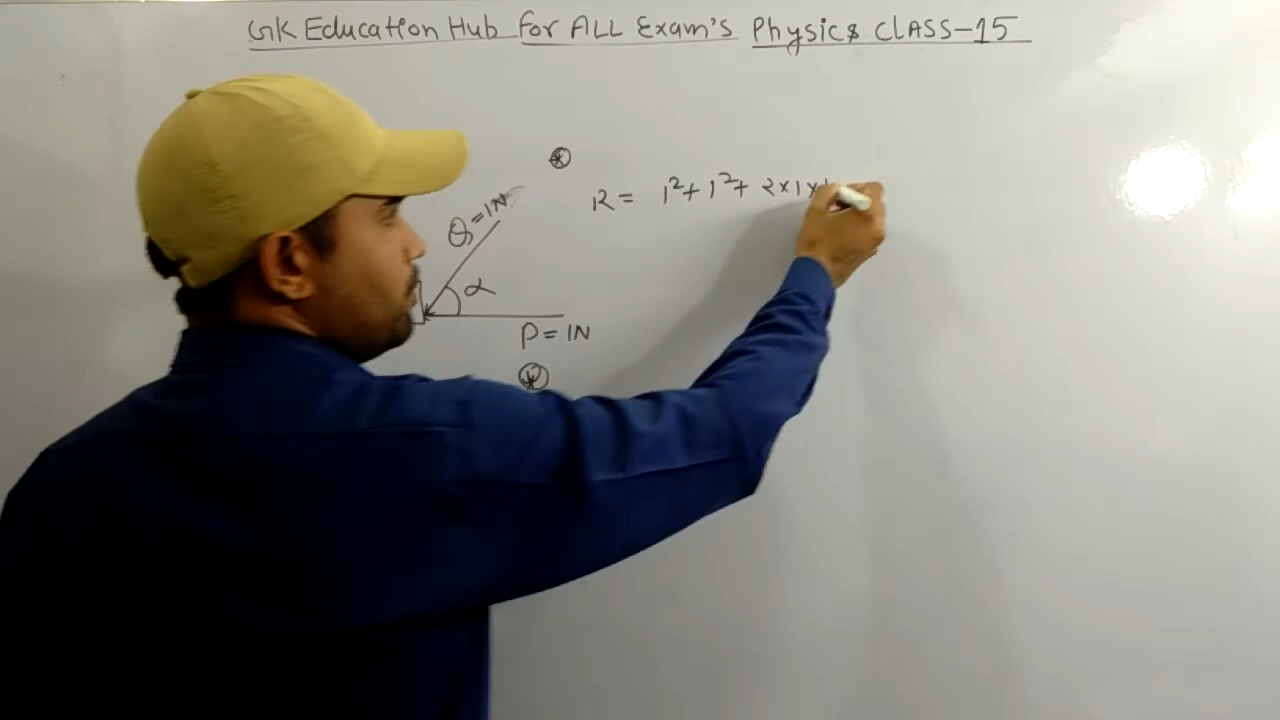 GK Education Hub for ALL Exam's Physics CLASS-15
R = 1²+1²+ 2×1×
Q=1N
α
P=1N